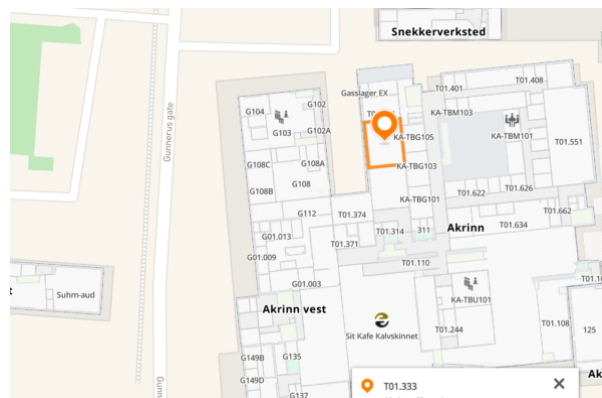 Snekkerverksted
Gasslager EX
T01.401
T01.408
G104
G102
KA-TBM103
G103
G102A
KA-TBG105
KA-TBM101
T01.551
Gunnerus gate
G108C
G108A
KA-TBG103
G108B
G108
T01.622
T01.626
KA-TBG101
G112
T01.374
T01.662
G01.013
T01.371
T01.314
311
Akrinn
T01.634
G01.009
T01.110
G01.003
Suhm-aud
KA-TBU101
Akrinn vest
Sit Kafe Kalvskinnet
T01.244
T01.108
125
G149B
G135
G149D
G137
T01.333